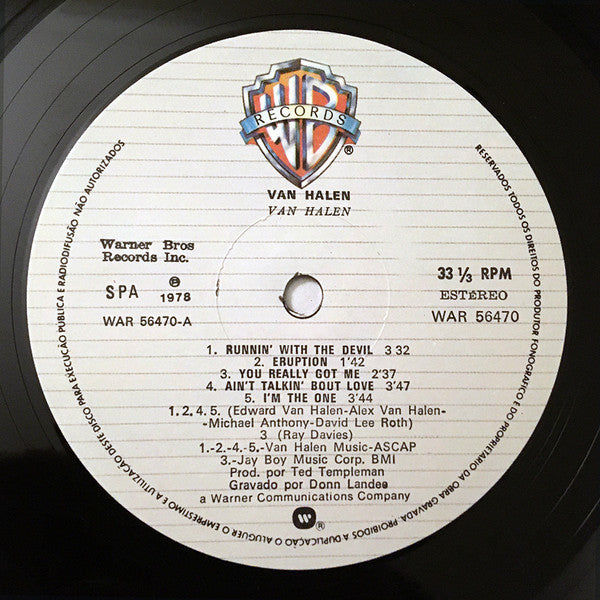 WB
RECORDS
®
VAN HALEN
VAN HALEN
Warner Bros
Records Inc.
SPA ℗ 1978
WAR 56470-A
33 ⅓ RPM
ESTÉREO
WAR 56470
1. RUNNIN' WITH THE DEVIL 3 32
2. ERUPTION 1'42
3. YOU REALLY GOT ME 2'37
4. AIN'T TALKIN' BOUT LOVE 3'47
5. I'M THE ONE 3'44
1.2.4.5. (Edward Van Halen-Alex Van Halen-
-Michael Anthony-David Lee Roth)
3 (Ray Davies)
1.-2.-4.-5.-Van Halen Music-ASCAP
3.-Jay Boy Music Corp. BMI
Prod. por Ted Templeman
Gravado por Donn Landee
a Warner Communications Company
W ®
RESERVADOS TODOS OS DIREITOS DO PRODUTOR FONOGRÁFICO E DO PROPRIETÁRIO DA OBRA GRAVADA. PROIBIDOS A DUPLICAÇÃO O ALUGUER O EMPRÉSTIMO E A UTILIZAÇÃO DESTE DISCO PARA EXECUÇÃO PÚBLICA E RADIODIFUSÃO NÃO AUTORIZADOS